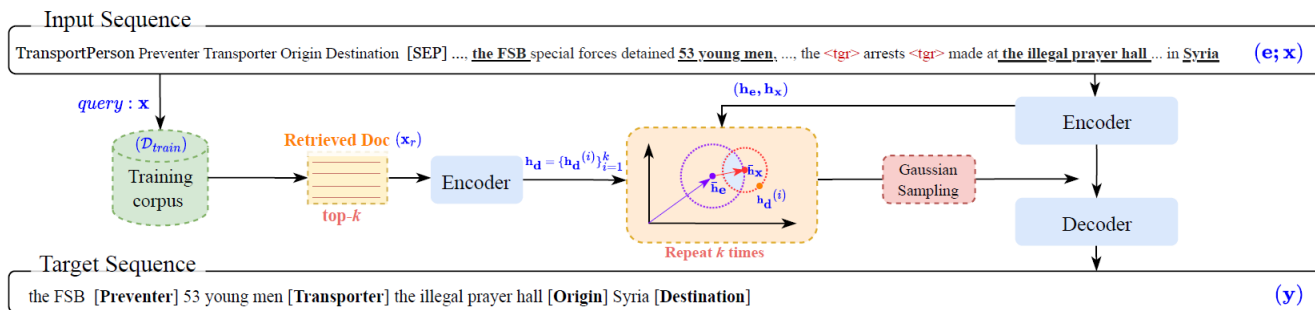 Input Sequence
TransportPerson Preventer Transporter Origin Destination [SEP] ..., the FSB special forces detained 53 young men, ..., the <tgr> arrests <tgr> made at the illegal prayer hall ... in Syria (e; x)
query : x
(h_e, h_x)
Encoder
(D_train)
Training
corpus
Retrieved Doc (x_r)
top-k
Encoder
h_d = {h_d^(i)}_{i=1}^k
h̄_e
h̄_x
h_d^(i)
Repeat k times
Gaussian
Sampling
Decoder
Target Sequence
the FSB [Preventer] 53 young men [Transporter] the illegal prayer hall [Origin] Syria [Destination] (y)